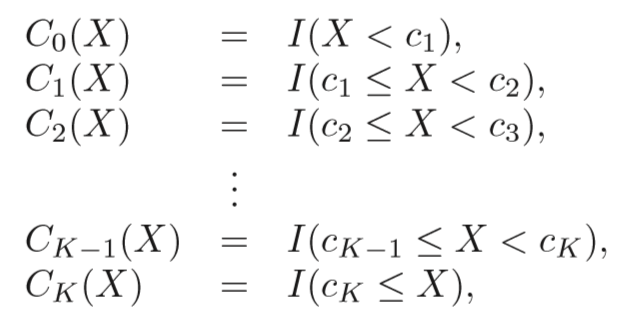 C₀(X) = I(X < c₁),
C₁(X) = I(c₁ ≤ X < c₂),
C₂(X) = I(c₂ ≤ X < c₃),
⋮
C_{K−1}(X) = I(c_{K−1} ≤ X < c_K),
C_K(X) = I(c_K ≤ X),